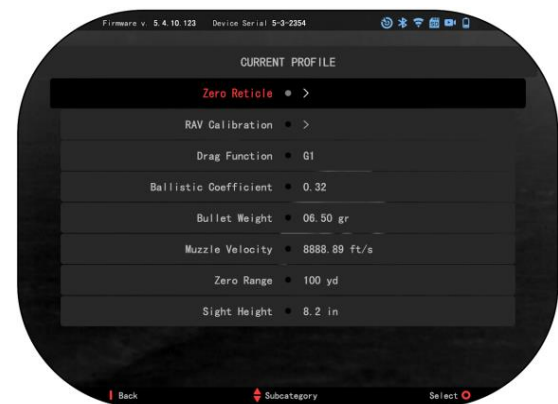 Firmware v. 5.4.10.123 Device Serial 5-3-2354
CURRENT PROFILE
Zero Reticle >
RAV Calibration >
Drag Function G1
Ballistic Coefficient 0.32
Bullet Weight 06.50 gr
Muzzle Velocity 8888.89 ft/s
Zero Range 100 yd
Sight Height 8.2 in
Back Subcategory Select